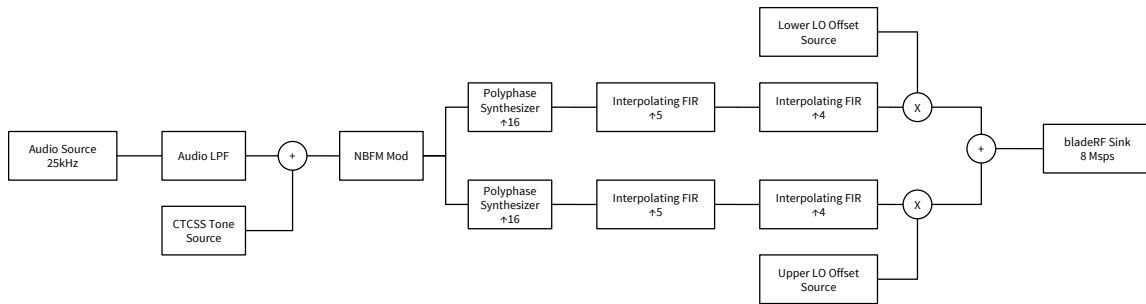 Lower LO Offset
Source
Polyphase
Synthesizer
↑16
Interpolating FIR
↑5
Interpolating FIR
↑4
X
Audio Source
25kHz
Audio LPF
+
NBFM Mod
+
bladeRF Sink
8 Msps
Polyphase
Synthesizer
↑16
Interpolating FIR
↑5
Interpolating FIR
↑4
X
CTCSS Tone
Source
Upper LO Offset
Source